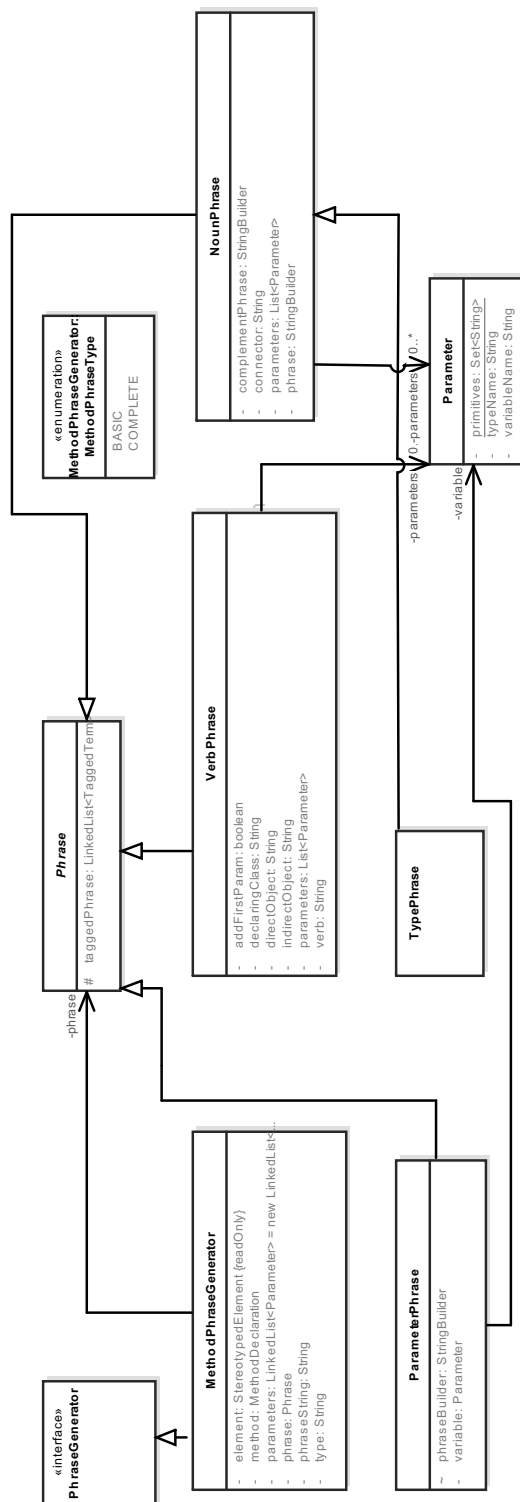 «interface»
PhraseGenerator
MethodPhraseGenerator
- element: StereotypedElement {readOnly}
- method: MethodDeclaration
- parameters: LinkedList<Parameter> = new LinkedList<...
- phrase: Phrase
- phraseString: String
- type: String
ParameterPhrase
~ phraseBuilder: StringBuilder
- variable: Parameter
-phrase
Phrase
# taggedPhrase: LinkedList<TaggedTerm
VerbPhrase
- addFirstParam: boolean
- declaringClass: String
- directObject: String
- indirectObject: String
- parameters: List<Parameter>
- verb: String
TypePhrase
«enumeration»
MethodPhraseGenerator:
MethodPhraseType
BASIC
COMPLETE
NounPhrase
- complementPhrase: StringBuilder
- connector: String
- parameters: List<Parameter>
- phrase: StringBuilder
-parameters 0..-parameters 0..*
-variable
Parameter
- primitives: Set<String>
- typeName: String
- variableName: String